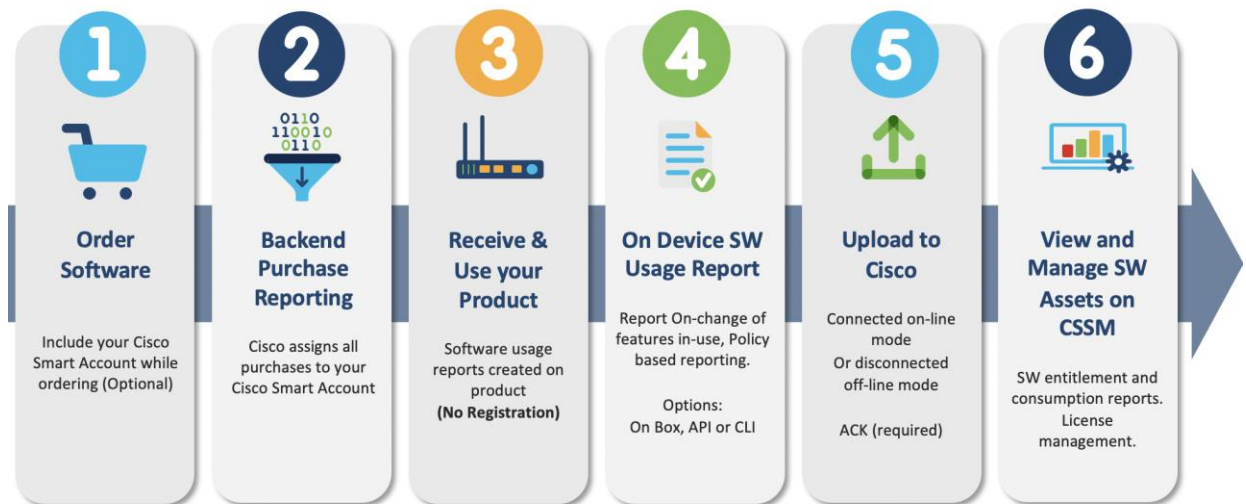 1
0110
110010
0110
Order
Software
Include your Cisco
Smart Account while
ordering (Optional)
2
Backend
Purchase
Reporting
Cisco assigns all
purchases to your
Cisco Smart Account
3
Receive &
Use your
Product
Software usage
reports created on
product
(No Registration)
4
On Device SW
Usage Report
Report On-change of
features in-use, Policy
based reporting.
Options:
On Box, API or CLI
5
Upload to
Cisco
Connected on-line
mode
Or disconnected
off-line mode
ACK (required)
6
View and
Manage SW
Assets on
CSSM
SW entitlement and
consumption reports.
License
management.